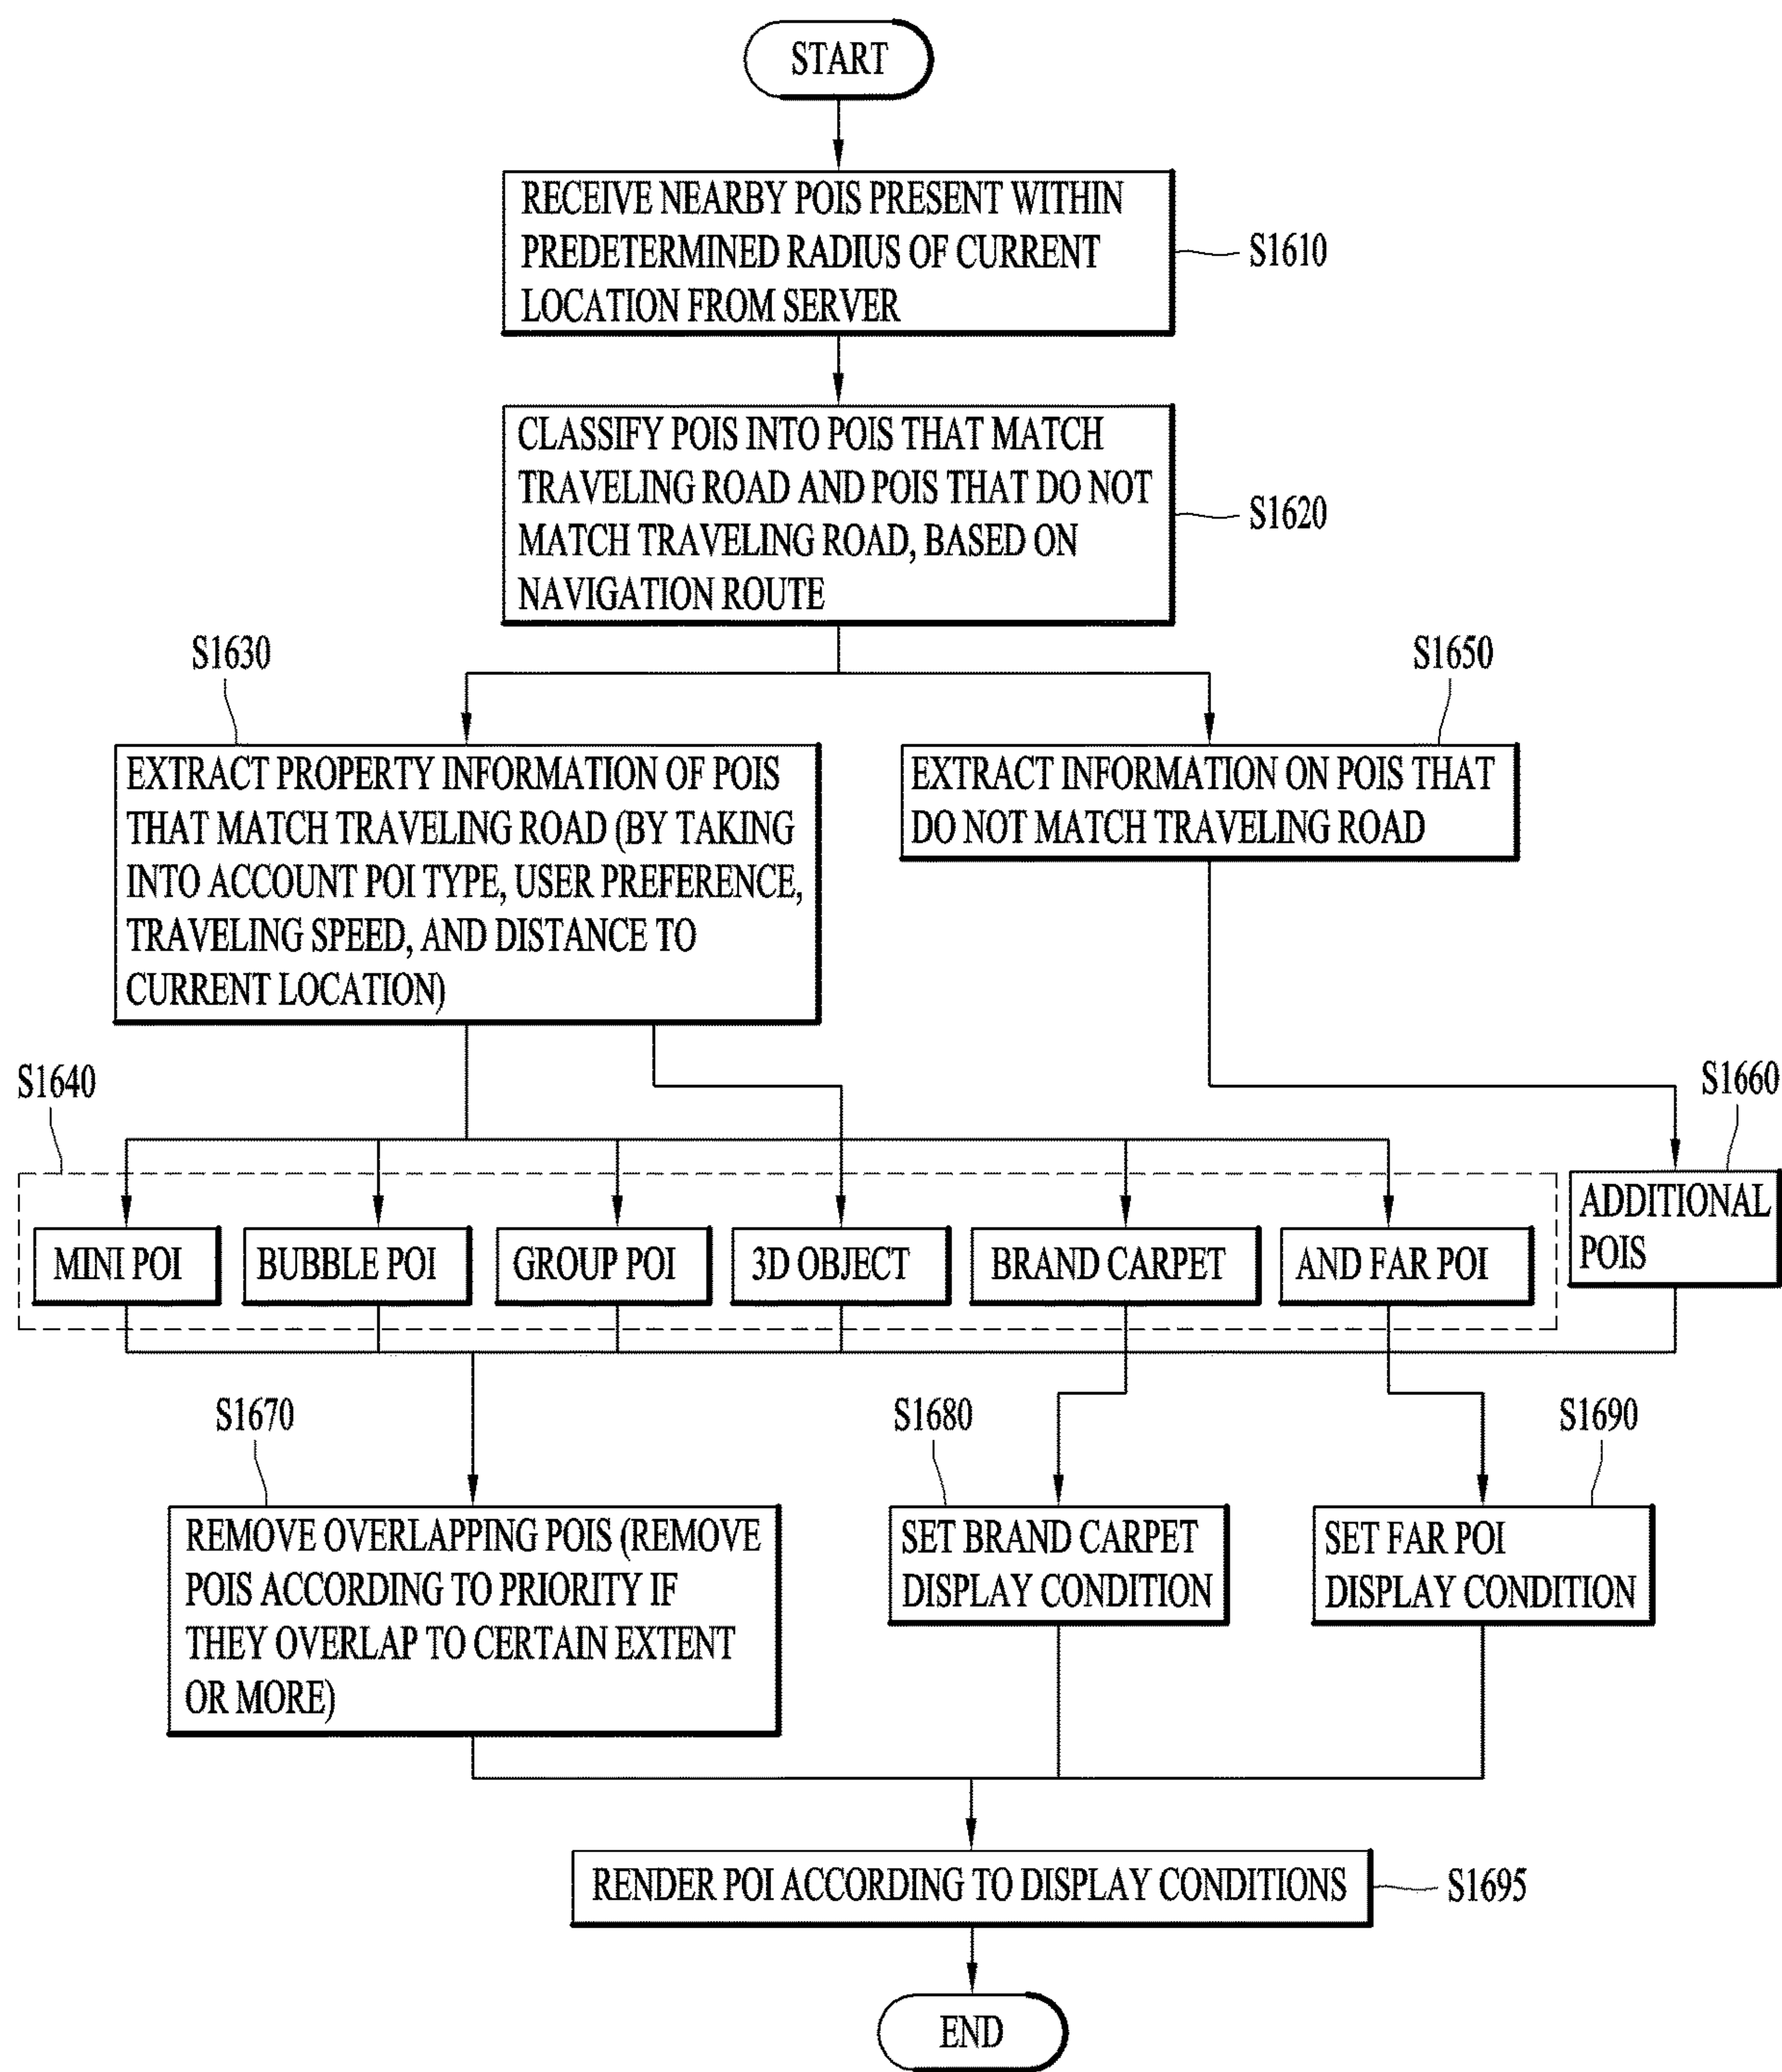 START
RECEIVE NEARBY POIS PRESENT WITHIN
PREDETERMINED RADIUS OF CURRENT
LOCATION FROM SERVER
S1610
CLASSIFY POIS INTO POIS THAT MATCH
TRAVELING ROAD AND POIS THAT DO NOT
MATCH TRAVELING ROAD, BASED ON
NAVIGATION ROUTE
S1620
S1630
S1650
EXTRACT PROPERTY INFORMATION OF POIS
THAT MATCH TRAVELING ROAD (BY TAKING
INTO ACCOUNT POI TYPE, USER PREFERENCE,
TRAVELING SPEED, AND DISTANCE TO
CURRENT LOCATION)
EXTRACT INFORMATION ON POIS THAT
DO NOT MATCH TRAVELING ROAD
S1640
S1660
MINI POI
BUBBLE POI
GROUP POI
3D OBJECT
BRAND CARPET
AND FAR POI
ADDITIONAL
POIS
S1670
S1680
S1690
REMOVE OVERLAPPING POIS (REMOVE
POIS ACCORDING TO PRIORITY IF
THEY OVERLAP TO CERTAIN EXTENT
OR MORE)
SET BRAND CARPET
DISPLAY CONDITION
SET FAR POI
DISPLAY CONDITION
RENDER POI ACCORDING TO DISPLAY CONDITIONS
S1695
END